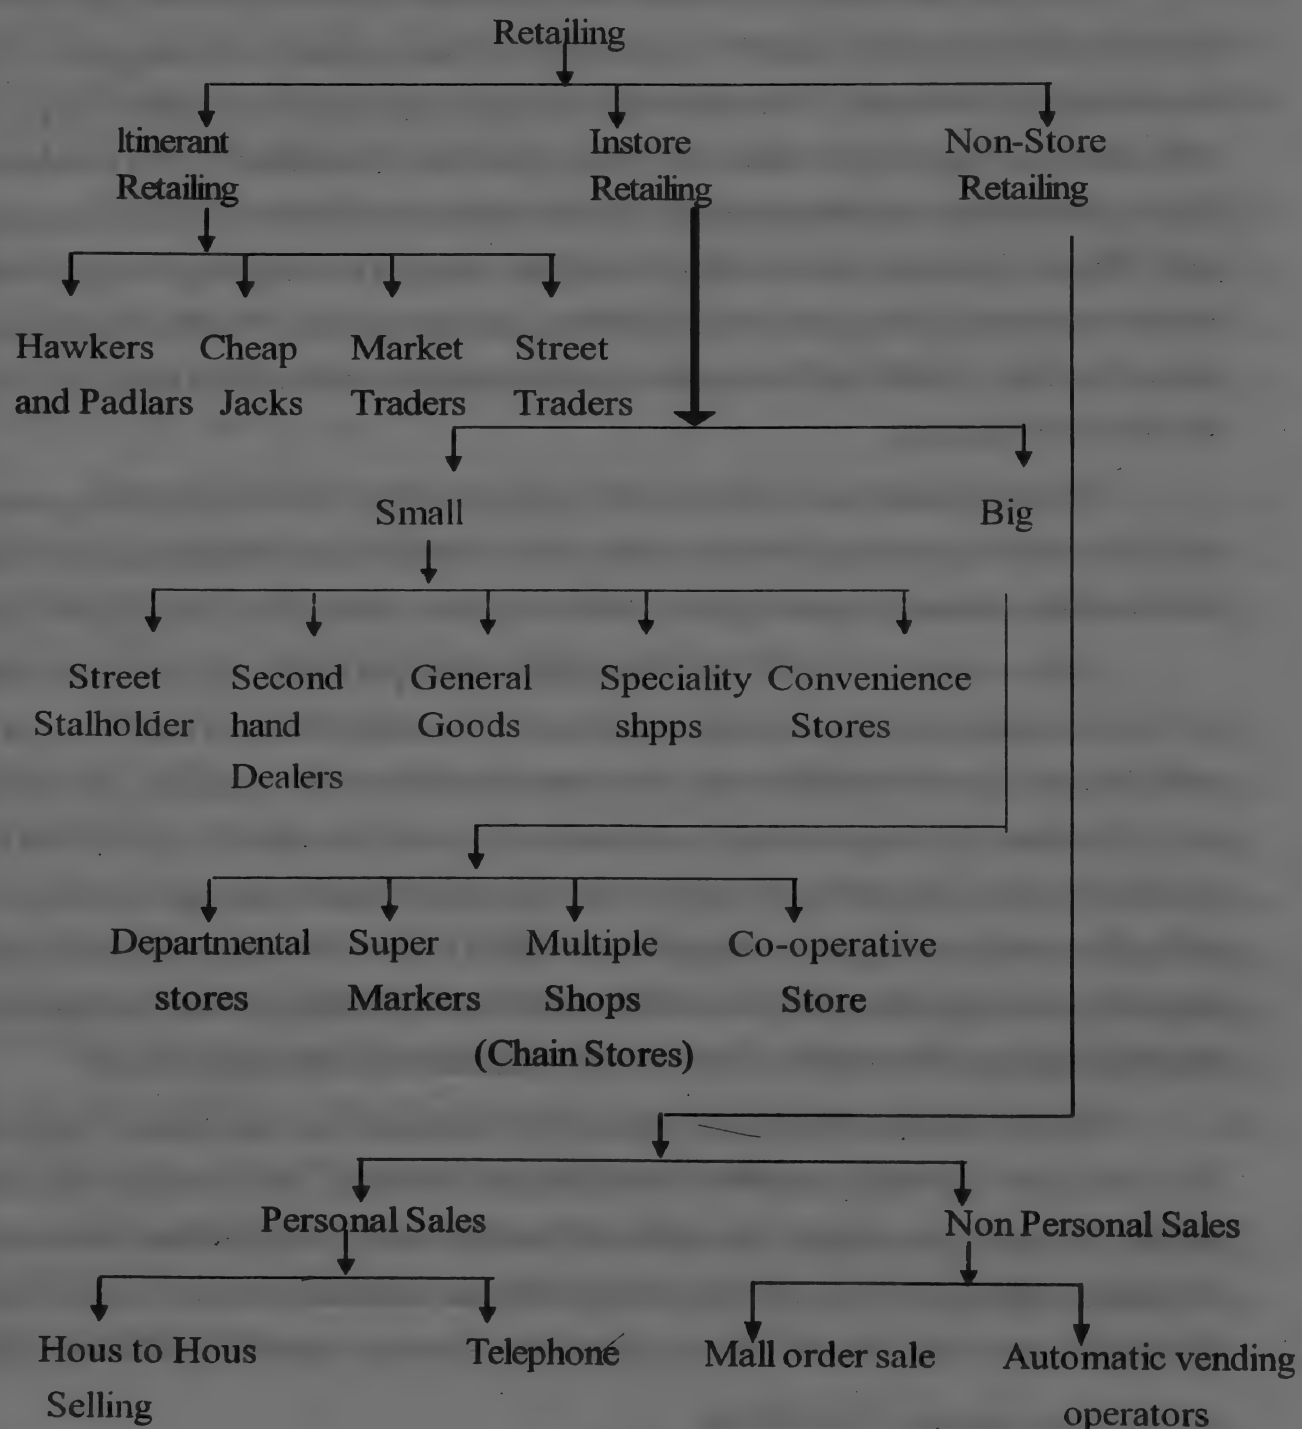 Retailing
Itinerant Instore Non-Store
Retailing Retailing Retailing
Hawkers Cheap Market Street
and Padlars Jacks Traders Traders
Small Big
Street Second General Speciality Convenience
Stalholder hand Goods shpps Stores
Dealers
Departmental Super Multiple Co-operative
stores Markers Shops Store
(Chain Stores)
Personal Sales Non Personal Sales
Hous to Hous Telephone Mall order sale Automatic vending
Selling operators